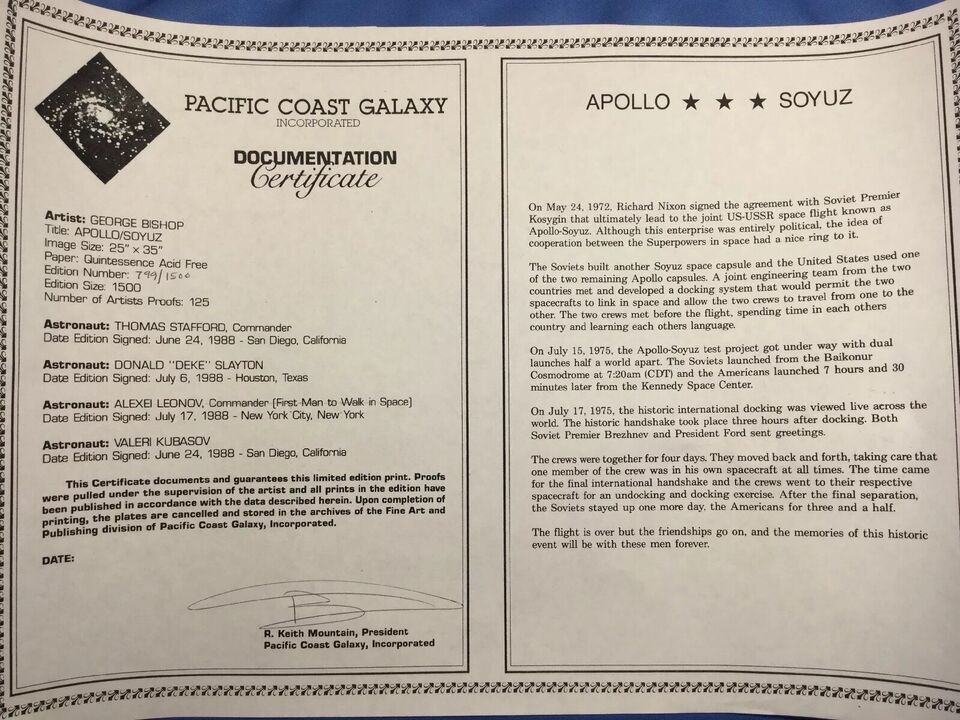 PACIFIC COAST GALAXY
INCORPORATED
DOCUMENTATION
Certificate
Artist: GEORGE BISHOP
Title: APOLLO/SOYUZ
Image Size: 25" x 35"
Paper: Quintessence Acid Free
Edition Number: 799/1500
Edition Size: 1500
Number of Artists Proofs: 125
Astronaut: THOMAS STAFFORD, Commander
Date Edition Signed: June 24, 1988 - San Diego, California
Astronaut: DONALD "DEKE" SLAYTON
Date Edition Signed: July 6, 1988 - Houston, Texas
Astronaut: ALEXEI LEONOV, Commander (First Man to Walk in Space)
Date Edition Signed: July 17, 1988 - New York City, New York
Astronaut: VALERI KUBASOV
Date Edition Signed: June 24, 1988 - San Diego, California
This Certificate documents and guarantees this limited edition print. Proofs
were pulled under the supervision of the artist and all prints in the edition have
been published in accordance with the data described herein. Upon completion of
printing, the plates are cancelled and stored in the archives of the Fine Art and
Publishing division of Pacific Coast Galaxy, Incorporated.
DATE:
R. Keith Mountain, President
Pacific Coast Galaxy, Incorporated
APOLLO ★ ★ ★ SOYUZ
On May 24, 1972, Richard Nixon signed the agreement with Soviet Premier
Kosygin that ultimately lead to the joint US-USSR space flight known as
Apollo-Soyuz. Although this enterprise was entirely political, the idea of
cooperation between the Superpowers in space had a nice ring to it.
The Soviets built another Soyuz space capsule and the United States used one
of the two remaining Apollo capsules. A joint engineering team from the two
countries met and developed a docking system that would permit the two
spacecrafts to link in space and allow the two crews to travel from one to the
other. The two crews met before the flight, spending time in each others
country and learning each others language.
On July 15, 1975, the Apollo-Soyuz test project got under way with dual
launches half a world apart. The Soviets launched from the Baikonur
Cosmodrome at 7:20am (CDT) and the Americans launched 7 hours and 30
minutes later from the Kennedy Space Center.
On July 17, 1975, the historic international docking was viewed live across the
world. The historic handshake took place three hours after docking. Both
Soviet Premier Brezhnev and President Ford sent greetings.
The crews were together for four days. They moved back and forth, taking care that
one member of the crew was in his own spacecraft at all times. The time came
for the final international handshake and the crews went to their respective
spacecraft for an undocking and docking exercise. After the final separation,
the Soviets stayed up one more day, the Americans for three and a half.
The flight is over but the friendships go on, and the memories of this historic
event will be with these men forever.